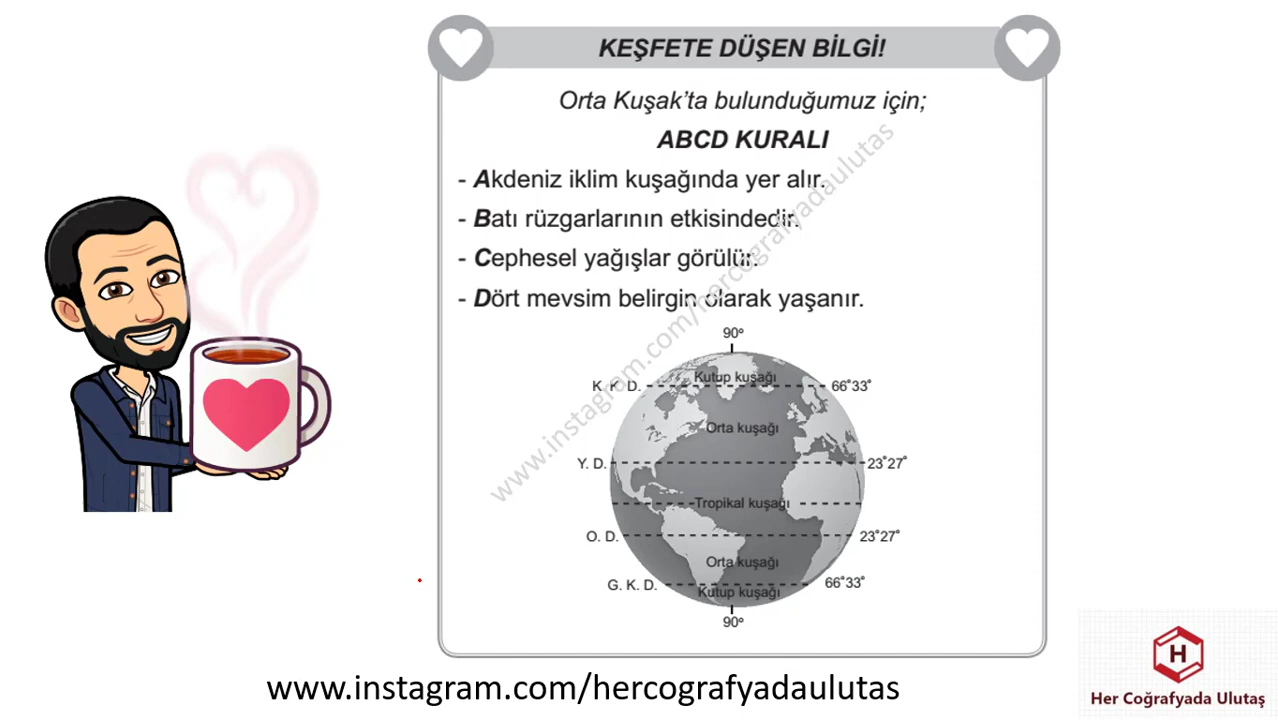 KEŞFETE DÜŞEN BİLGİ!
Orta Kuşak'ta bulunduğumuz için;
ABCD KURALI
- Akdeniz iklim kuşağında yer alır.
- Batı rüzgarlarının etkisindedir.
- Cephesel yağışlar görülür.
- Dört mevsim belirgin olarak yaşanır.
90°
Kutup kuşağı
K. K. D. 66°33°
Orta kuşağı
Y. D. 23°27°
Tropikal kuşağı
O. D. 23°27°
Orta kuşağı
G. K. D. 66°33°
Kutup kuşağı
90°
www.instagram.com/hercografyadaulutas
www.instagram.com/hercografyadaulutas
H
Her Coğrafyada Ulutaş